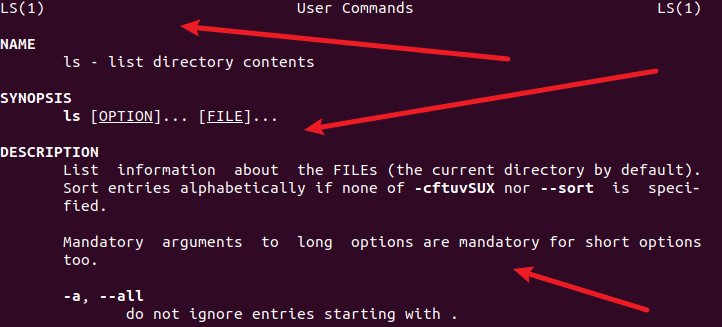 LS(1) User Commands LS(1)
NAME
ls - list directory contents
SYNOPSIS
ls [OPTION]... [FILE]...
DESCRIPTION
List information about the FILEs (the current directory by default).
Sort entries alphabetically if none of -cftuvSUX nor --sort is speci-
fied.
Mandatory arguments to long options are mandatory for short options
too.
-a, --all
do not ignore entries starting with .